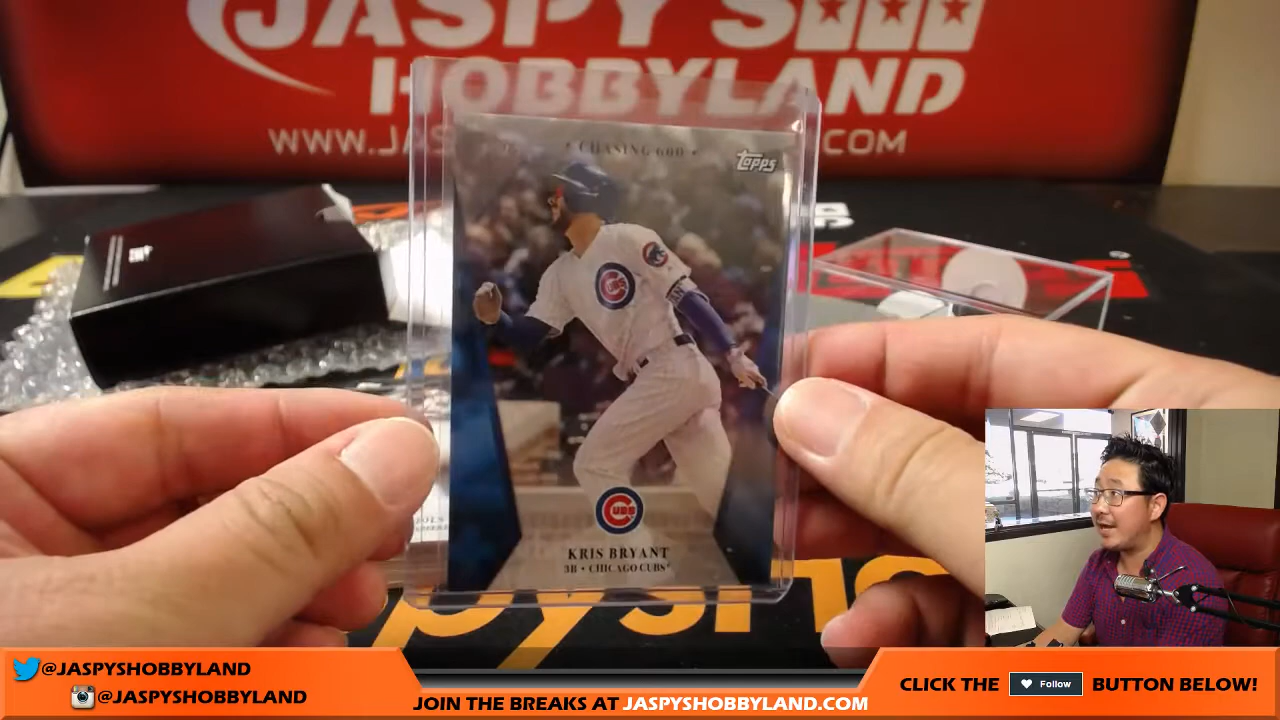 JASPY'S
HOBBYLAND
WWW.JAS
.COM
CHASING 600
Topps
CUBS
CUBS
KRIS BRYANT
3B • CHICAGO CUBS
@JASPYSHOBBYLAND
@JASPYSHOBBYLAND
JOIN THE BREAKS AT JASPYSHOBBYLAND.COM
CLICK THE Follow BUTTON BELOW!